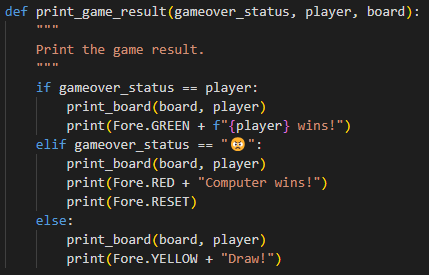 def print_game_result(gameover_status, player, board):
    """
    Print the game result.
    """
    if gameover_status == player:
        print_board(board, player)
        print(Fore.GREEN + f"{player} wins!")
    elif gameover_status == "😠":
        print_board(board, player)
        print(Fore.RED + "Computer wins!")
        print(Fore.RESET)
    else:
        print_board(board, player)
        print(Fore.YELLOW + "Draw!")